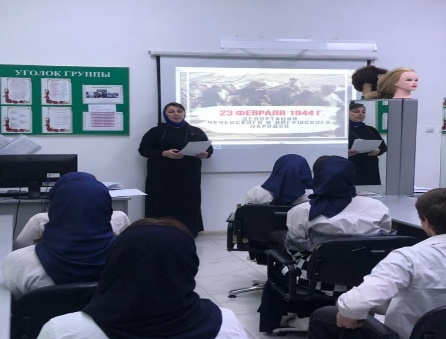 УГОЛОК ГРУППЫ
23 ФЕВРАЛЯ 1944 Г.
ДЕПОРТАЦИЯ
ЧЕЧЕНСКОГО И ИНГУШСКОГО
НАРОДОВ